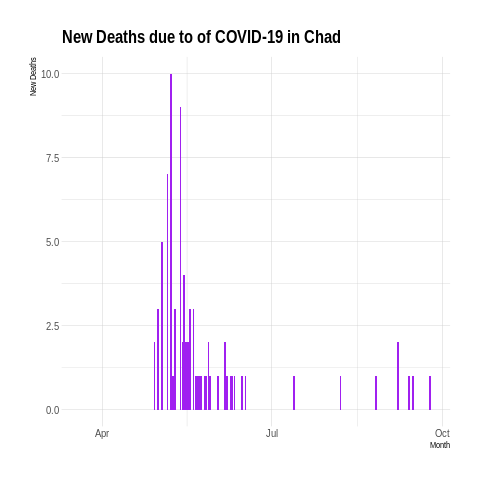 New Deaths due to of COVID-19 in Chad
New Deaths
10.0
7.5
5.0
2.5
0.0
Apr
Jul
Oct
Month